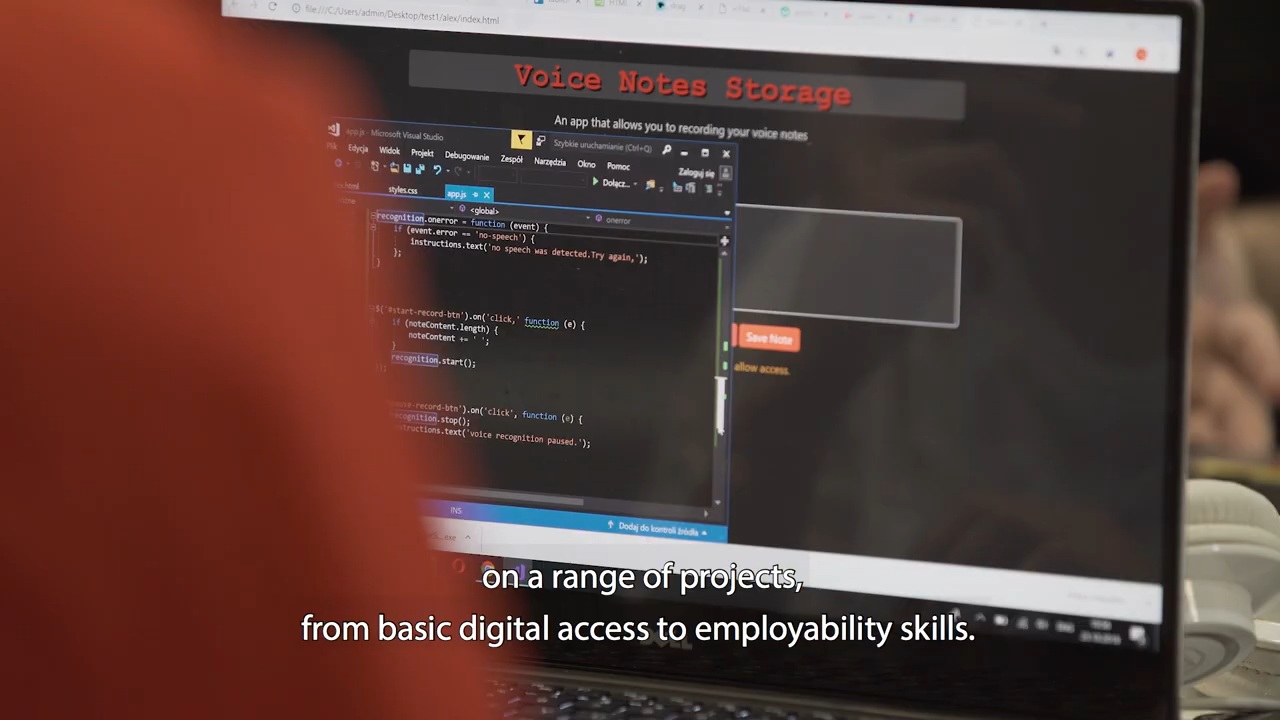 file:///C:/Users/admin/Desktop/test1/alex/index.html
Voice Notes Storage
An app that allows you to recording your voice notes
app.js - Microsoft Visual Studio
Szybkie uruchamianie (Ctrl+Q)
Plik Edycja Widok Projekt Debugowanie Zespół Narzędzia Okno Pomoc
Zaloguj się
Dołącz...
styles.css app.js
<global> onerror
recognition.onerror = function (event) {
if (event.error == 'no-speech') {
instructions.text('no speech was detected.Try again,');
};
}
$('#start-record-btn').on('click,' function (e) {
if (noteContent.length) {
noteContent += ' ';
}
recognition.start();
});
-record-btn').on('click', function (e) {
recognition.stop();
instructions.text('voice recognition paused.');
Save Note
allow access.
INS
Dodaj do kontroli źródła
.exe
on a range of projects,
from basic digital access to employability skills.